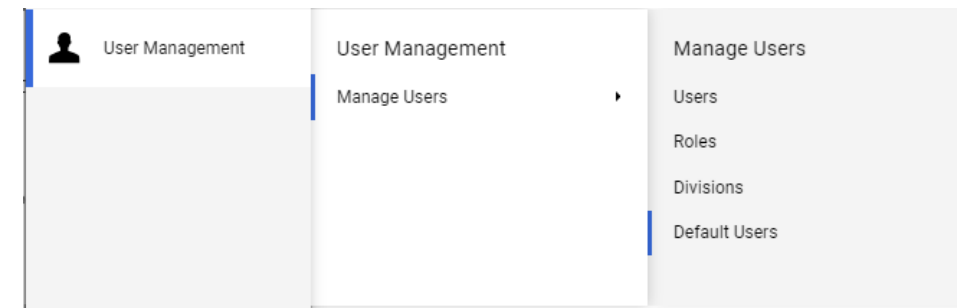 User Management
User Management
Manage Users
Manage Users
Users
Roles
Divisions
Default Users